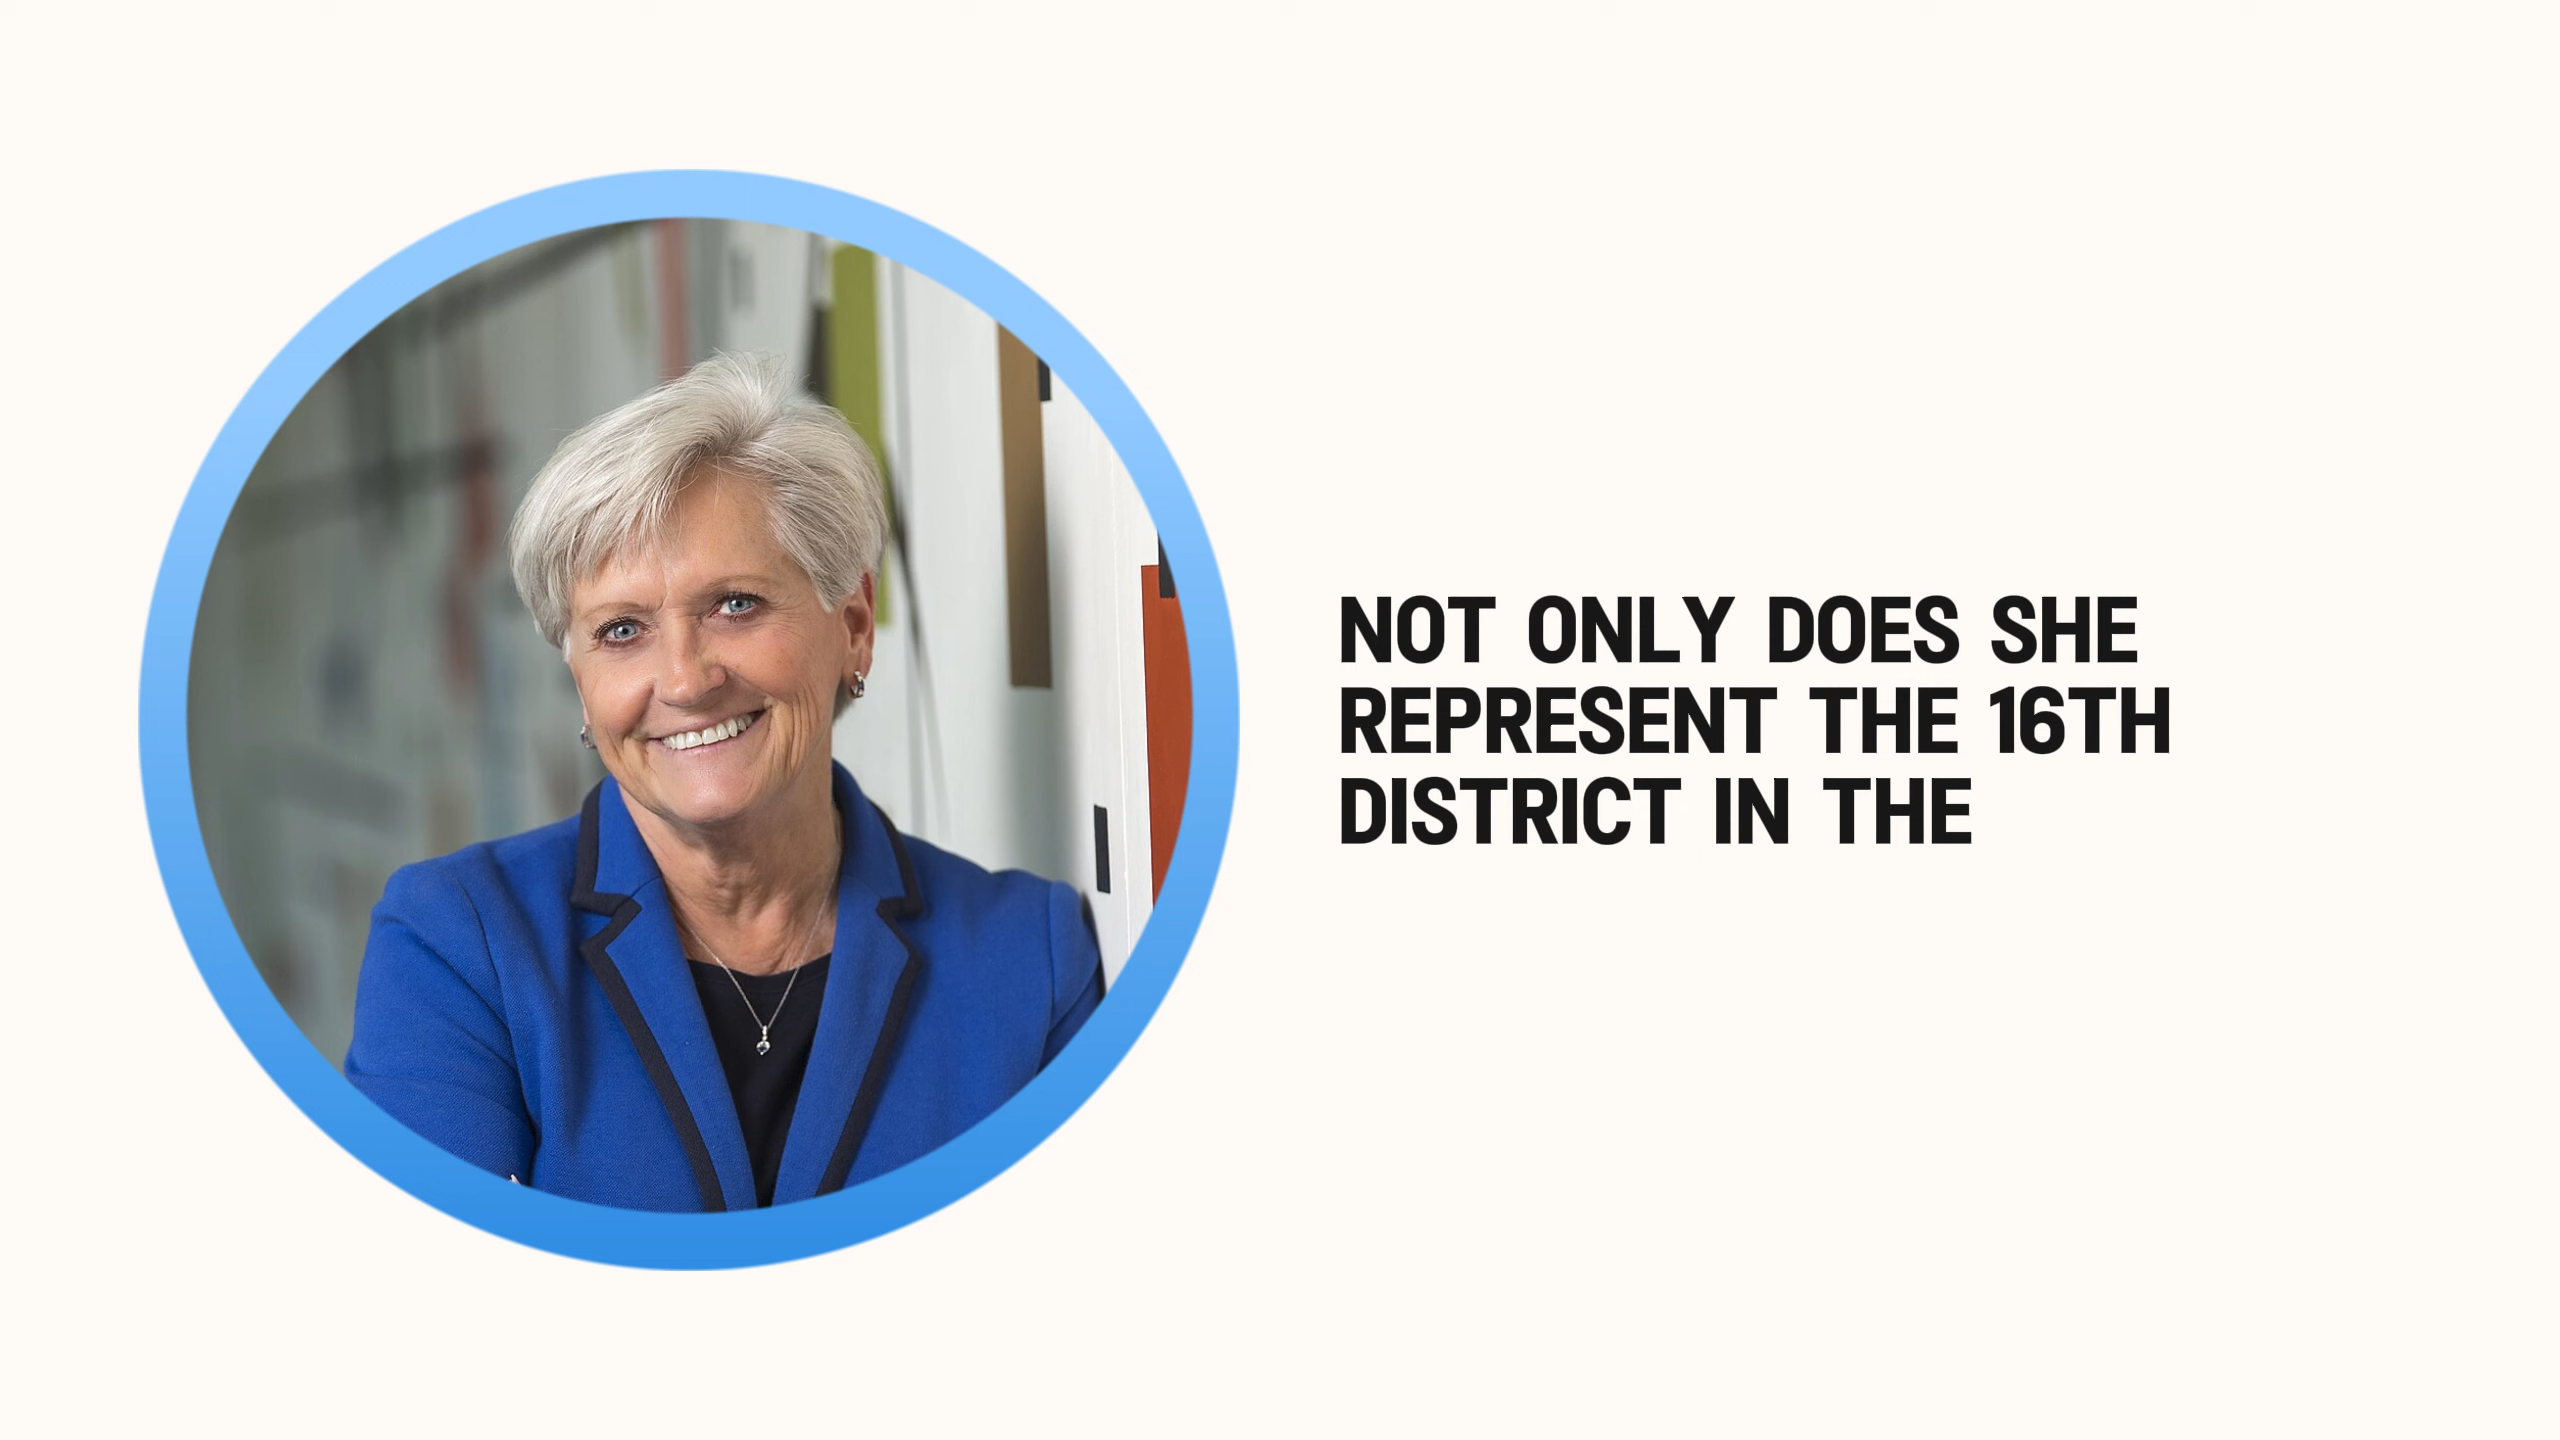 NOT ONLY DOES SHE
REPRESENT THE 16TH
DISTRICT IN THE